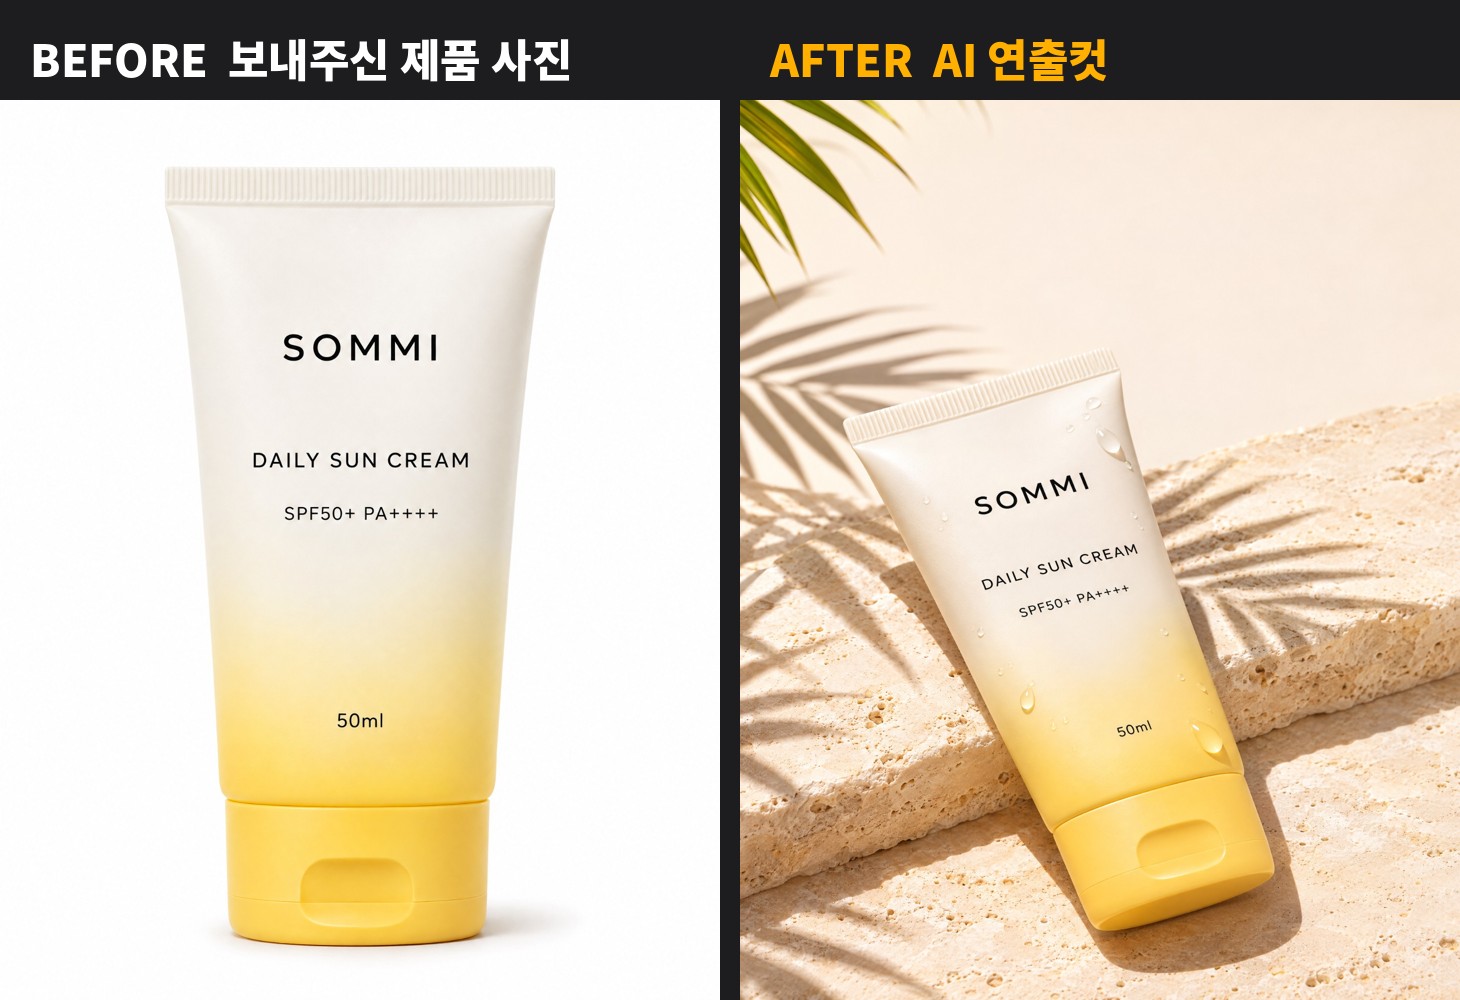 BEFORE 보내주신 제품 사진
SOMMI
DAILY SUN CREAM
SPF50+ PA++++
50ml
AFTER AI 연출컷
SOMMI
DAILY SUN CREAM
SPF50+ PA++++
50ml